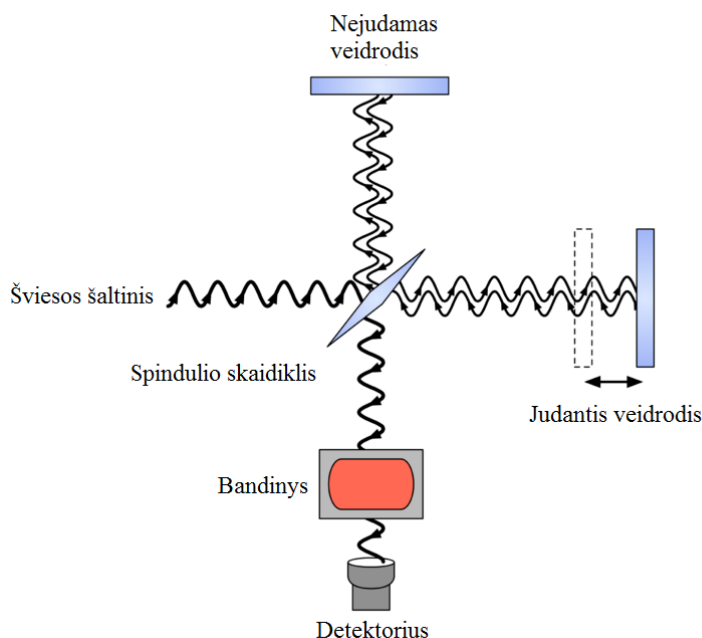 Nejudamas
veidrodis
Šviesos šaltinis
Spindulio skaidiklis
Judantis veidrodis
Bandinys
Detektorius